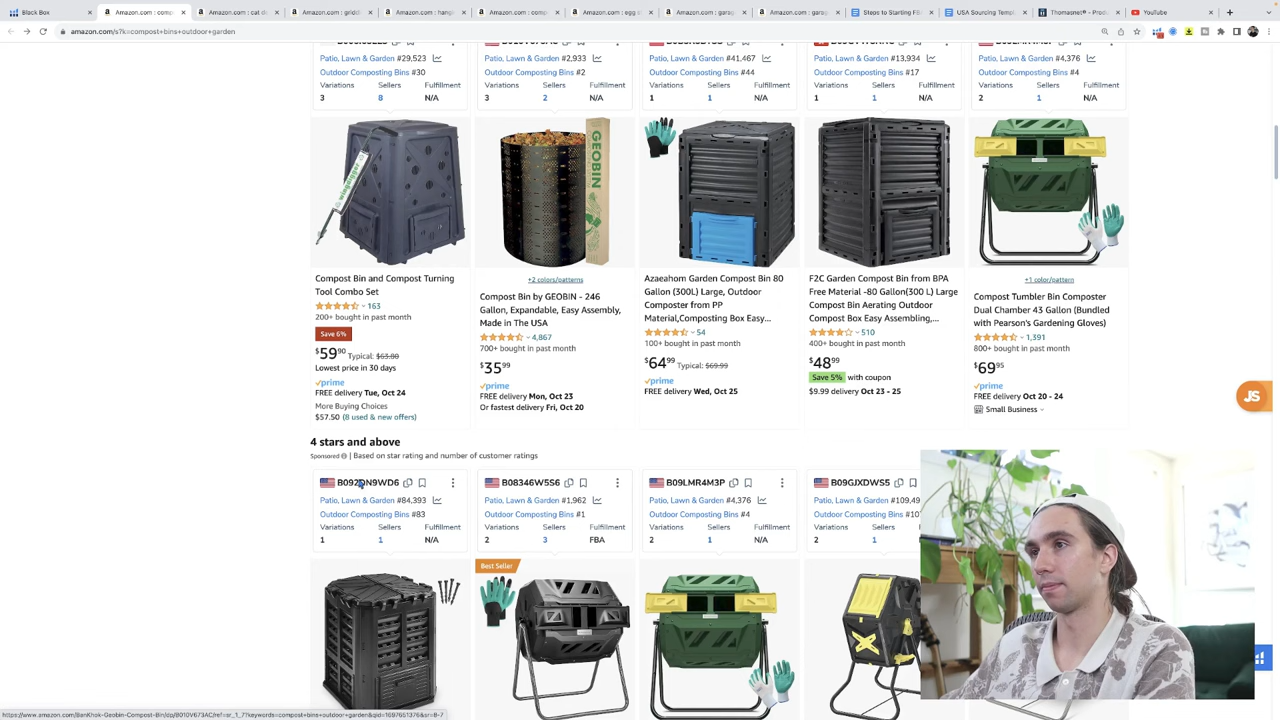 Black Box
Amazon.com : comp
Amazon.com : cat di
Amazon.com : gridd
Amazon.com : hang
Amazon.com : comp
Amazon.com : egg s
Amazon.com : garag
Amazon.com : garag
Steps to Starting FB
USA Sourcing Templ
Thomasnet® - Produ
YouTube
amazon.com/s?k=compost+bins+outdoor+garden
Patio, Lawn & Garden #29,523
Outdoor Composting Bins #30
Variations Sellers Fulfillment
3 8 N/A
Patio, Lawn & Garden #2,933
Outdoor Composting Bins #2
Variations Sellers Fulfillment
3 2 N/A
Patio, Lawn & Garden #41,467
Outdoor Composting Bins #44
Variations Sellers Fulfillment
1 1 N/A
Patio, Lawn & Garden #13,934
Outdoor Composting Bins #17
Variations Sellers Fulfillment
1 1 N/A
Patio, Lawn & Garden #4,376
Outdoor Composting Bins #4
Variations Sellers Fulfillment
2 1 N/A
GEOBIN
Compost Bin and Compost Turning
Tool Combo Set
163
200+ bought in past month
Save 6%
$59.90 Typical: $63.80
Lowest price in 30 days
prime
FREE delivery Tue, Oct 24
More Buying Choices
$57.50 (8 used & new offers)
+2 colors/patterns
Compost Bin by GEOBIN - 246
Gallon, Expandable, Easy Assembly,
Made in The USA
4,867
700+ bought in past month
$35.99
prime
FREE delivery Mon, Oct 23
Or fastest delivery Fri, Oct 20
Azaeahom Garden Compost Bin 80
Gallon (300L) Large, Outdoor
Composter from PP
Material,Composting Box Easy...
54
100+ bought in past month
$64.99 Typical: $69.99
prime
FREE delivery Wed, Oct 25
F2C Garden Compost Bin from BPA
Free Material -80 Gallon(300 L) Large
Compost Bin Aerating Outdoor
Compost Box Easy Assembling,...
510
400+ bought in past month
$48.99
Save 5% with coupon
$9.99 delivery Oct 23 - 25
+1 color/pattern
Compost Tumbler Bin Composter
Dual Chamber 43 Gallon (Bundled
with Pearson's Gardening Gloves)
1,391
800+ bought in past month
$69.95
prime
FREE delivery Oct 20 - 24
Small Business
JS
4 stars and above
Sponsored | Based on star rating and number of customer ratings
Patio, Lawn & Garden #84,393
Outdoor Composting Bins #83
Variations Sellers Fulfillment
1 1 N/A
B08346W5S6
Patio, Lawn & Garden #1,962
Outdoor Composting Bins #1
Variations Sellers Fulfillment
2 3 FBA
B09LMR4M3P
Patio, Lawn & Garden #4,376
Outdoor Composting Bins #4
Variations Sellers Fulfillment
2 1 N/A
B09GJXDWS5
Patio, Lawn & Garden #109,49
Outdoor Composting Bins #10
Variations Sellers
2 1
Best Seller